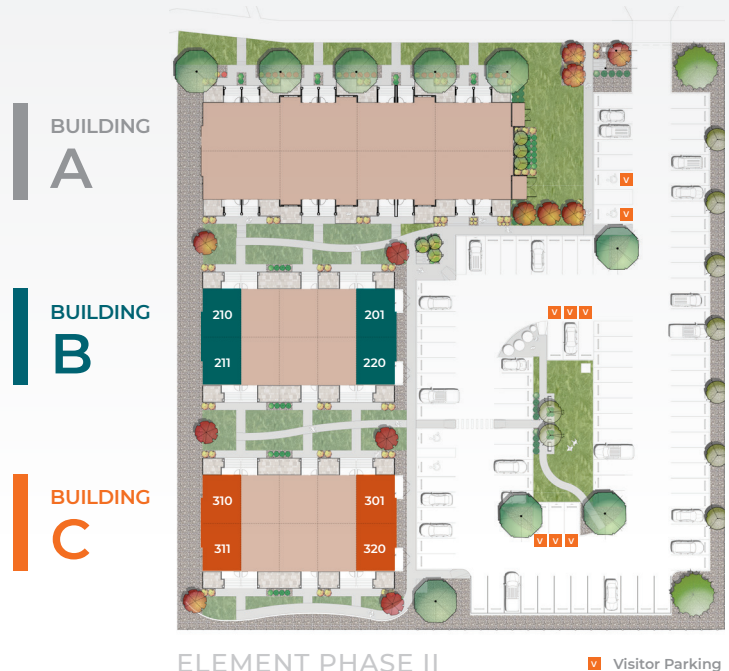 BUILDING
A
V
V
BUILDING
B
210
201
211
220
V V V
BUILDING
C
310
301
311
320
V V V
ELEMENT PHASE II
V Visitor Parking